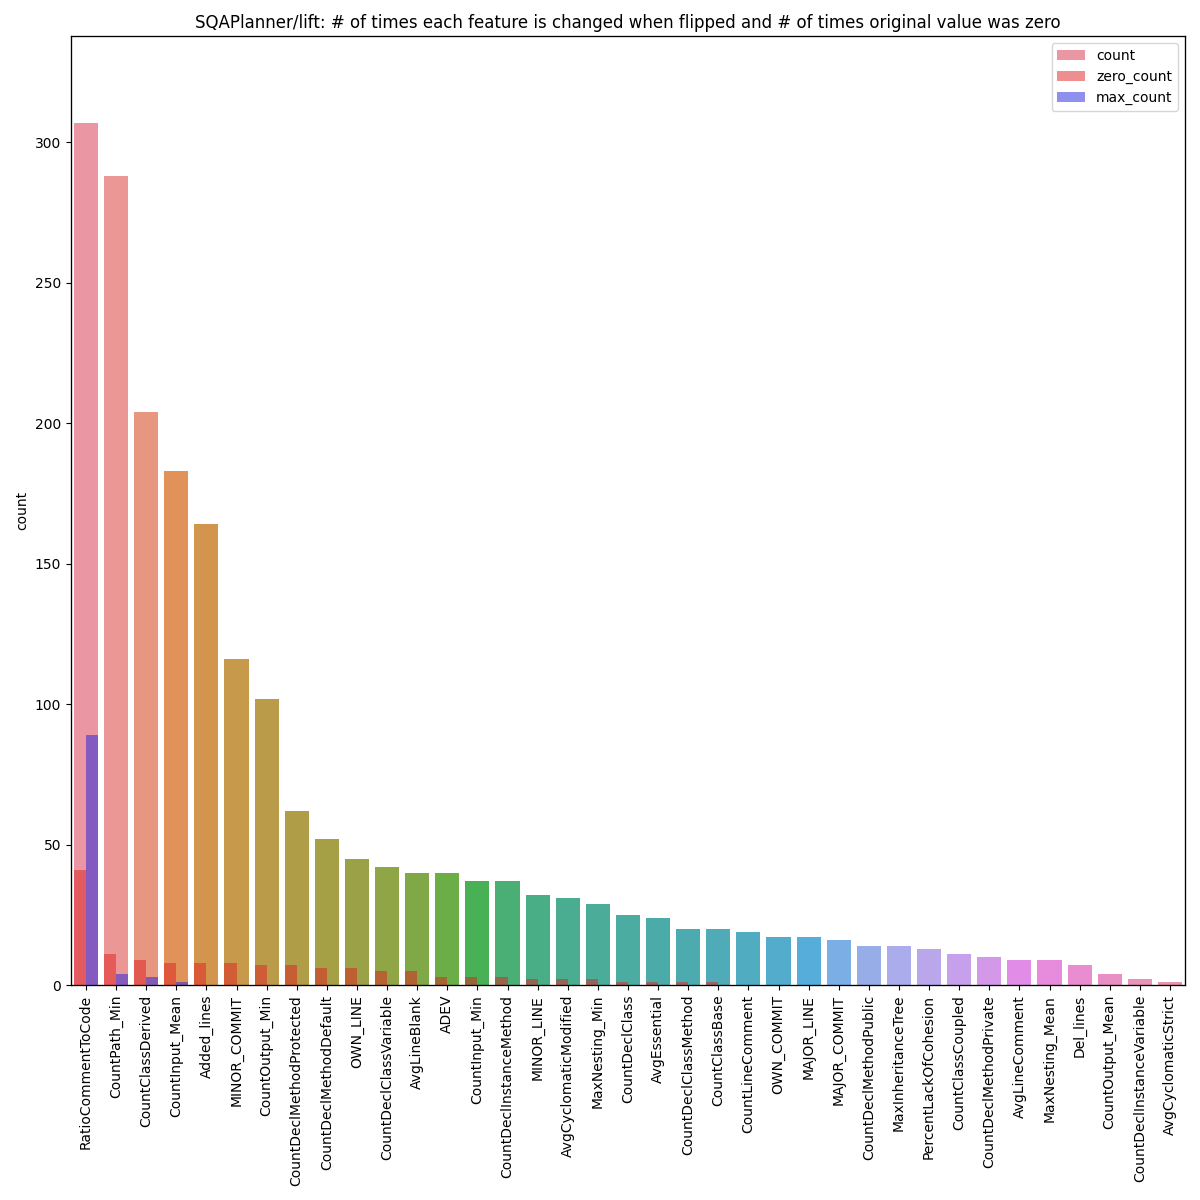 SQAPlanner/lift: # of times each feature is changed when flipped and # of times original value was zero
count
zero_count
max_count
count
300
250
200
150
100
50
0
RatioCommentToCode
CountPath_Min
CountClassDerived
CountInput_Mean
Added_lines
MINOR_COMMIT
CountOutput_Min
CountDeclMethodProtected
CountDeclMethodDefault
OWN_LINE
CountDeclClassVariable
AvgLineBlank
ADEV
CountInput_Min
CountDeclInstanceMethod
MINOR_LINE
AvgCyclomaticModified
MaxNesting_Min
CountDeclClass
AvgEssential
CountDeclClassMethod
CountClassBase
CountLineComment
OWN_COMMIT
MAJOR_LINE
MAJOR_COMMIT
CountDeclMethodPublic
MaxInheritanceTree
PercentLackOfCohesion
CountClassCoupled
CountDeclMethodPrivate
AvgLineComment
MaxNesting_Mean
Del_lines
CountOutput_Mean
CountDeclInstanceVariable
AvgCyclomaticStrict